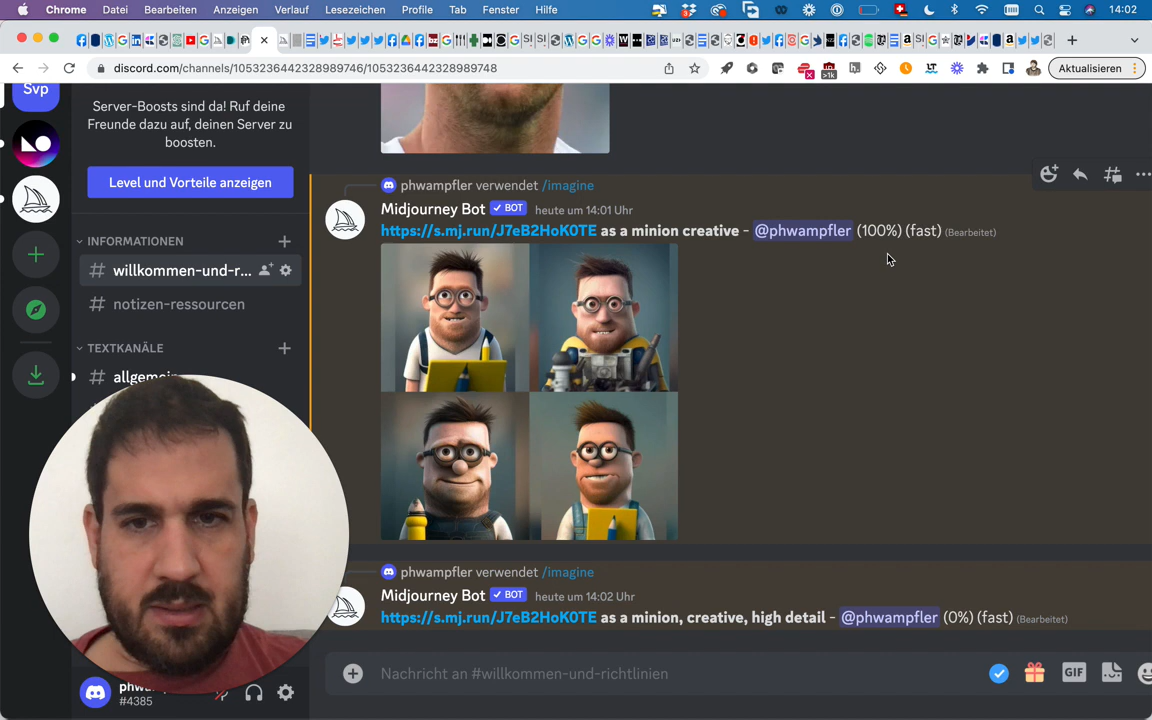 Chrome Datei Bearbeiten Anzeigen Verlauf Lesezeichen Profile Tab Fenster Hilfe 14:02
discord.com/channels/1053236442328989746/1053236442328989748 >1k Aktualisieren
Svp
Server-Boosts sind da! Ruf deine
Freunde dazu auf, deinen Server zu
boosten.
Level und Vorteile anzeigen
phwampfler verwendet /imagine
Midjourney Bot ✓ BOT heute um 14:01 Uhr
https://s.mj.run/J7eB2HoK0TE as a minion creative - @phwampfler (100%) (fast) (Bearbeitet)
INFORMATIONEN
# willkommen-und-r...
# notizen-ressourcen
TEXTKANÄLE
# allgemein
phwampfler verwendet /imagine
Midjourney Bot ✓ BOT heute um 14:02 Uhr
https://s.mj.run/J7eB2HoK0TE as a minion, creative, high detail - @phwampfler (0%) (fast) (Bearbeitet)
Nachricht an #willkommen-und-richtlinien GIF
#4385